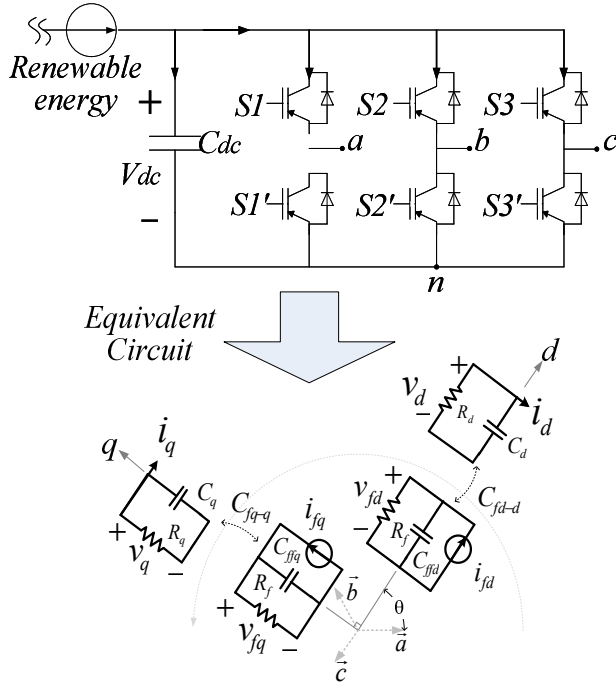 Renewable
energy
+
Cdc
Vdc
−
S1
S2
S3
a
b
c
S1'
S2'
S3'
n
Equivalent
Circuit
d
+
v_d
−
R_d
C_d
i_d
q
i_q
C_q
R_q
+
v_q
−
C_fq-q
i_fq
C_ffq
R_f
+
v_fq
−
+
v_fd
−
R_f
C_ffd
i_fd
C_fd-d
b⃗
θ
a⃗
c⃗